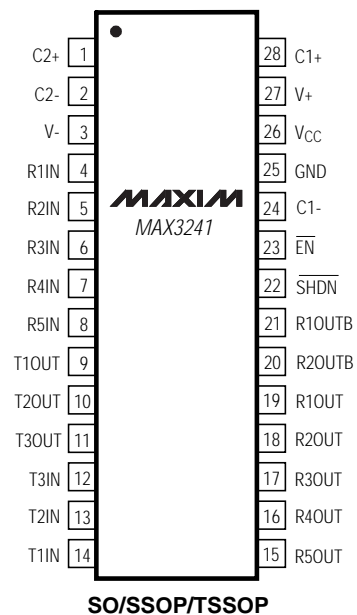 C2+ 1 28 C1+
C2- 2 27 V+
V- 3 26 VCC
R1IN 4 25 GND
R2IN 5 24 C1-
R3IN 6 23 EN
R4IN 7 22 SHDN
R5IN 8 21 R1OUTB
T1OUT 9 20 R2OUTB
T2OUT 10 19 R1OUT
T3OUT 11 18 R2OUT
T3IN 12 17 R3OUT
T2IN 13 16 R4OUT
T1IN 14 15 R5OUT
MAXIM
MAX3241
SO/SSOP/TSSOP